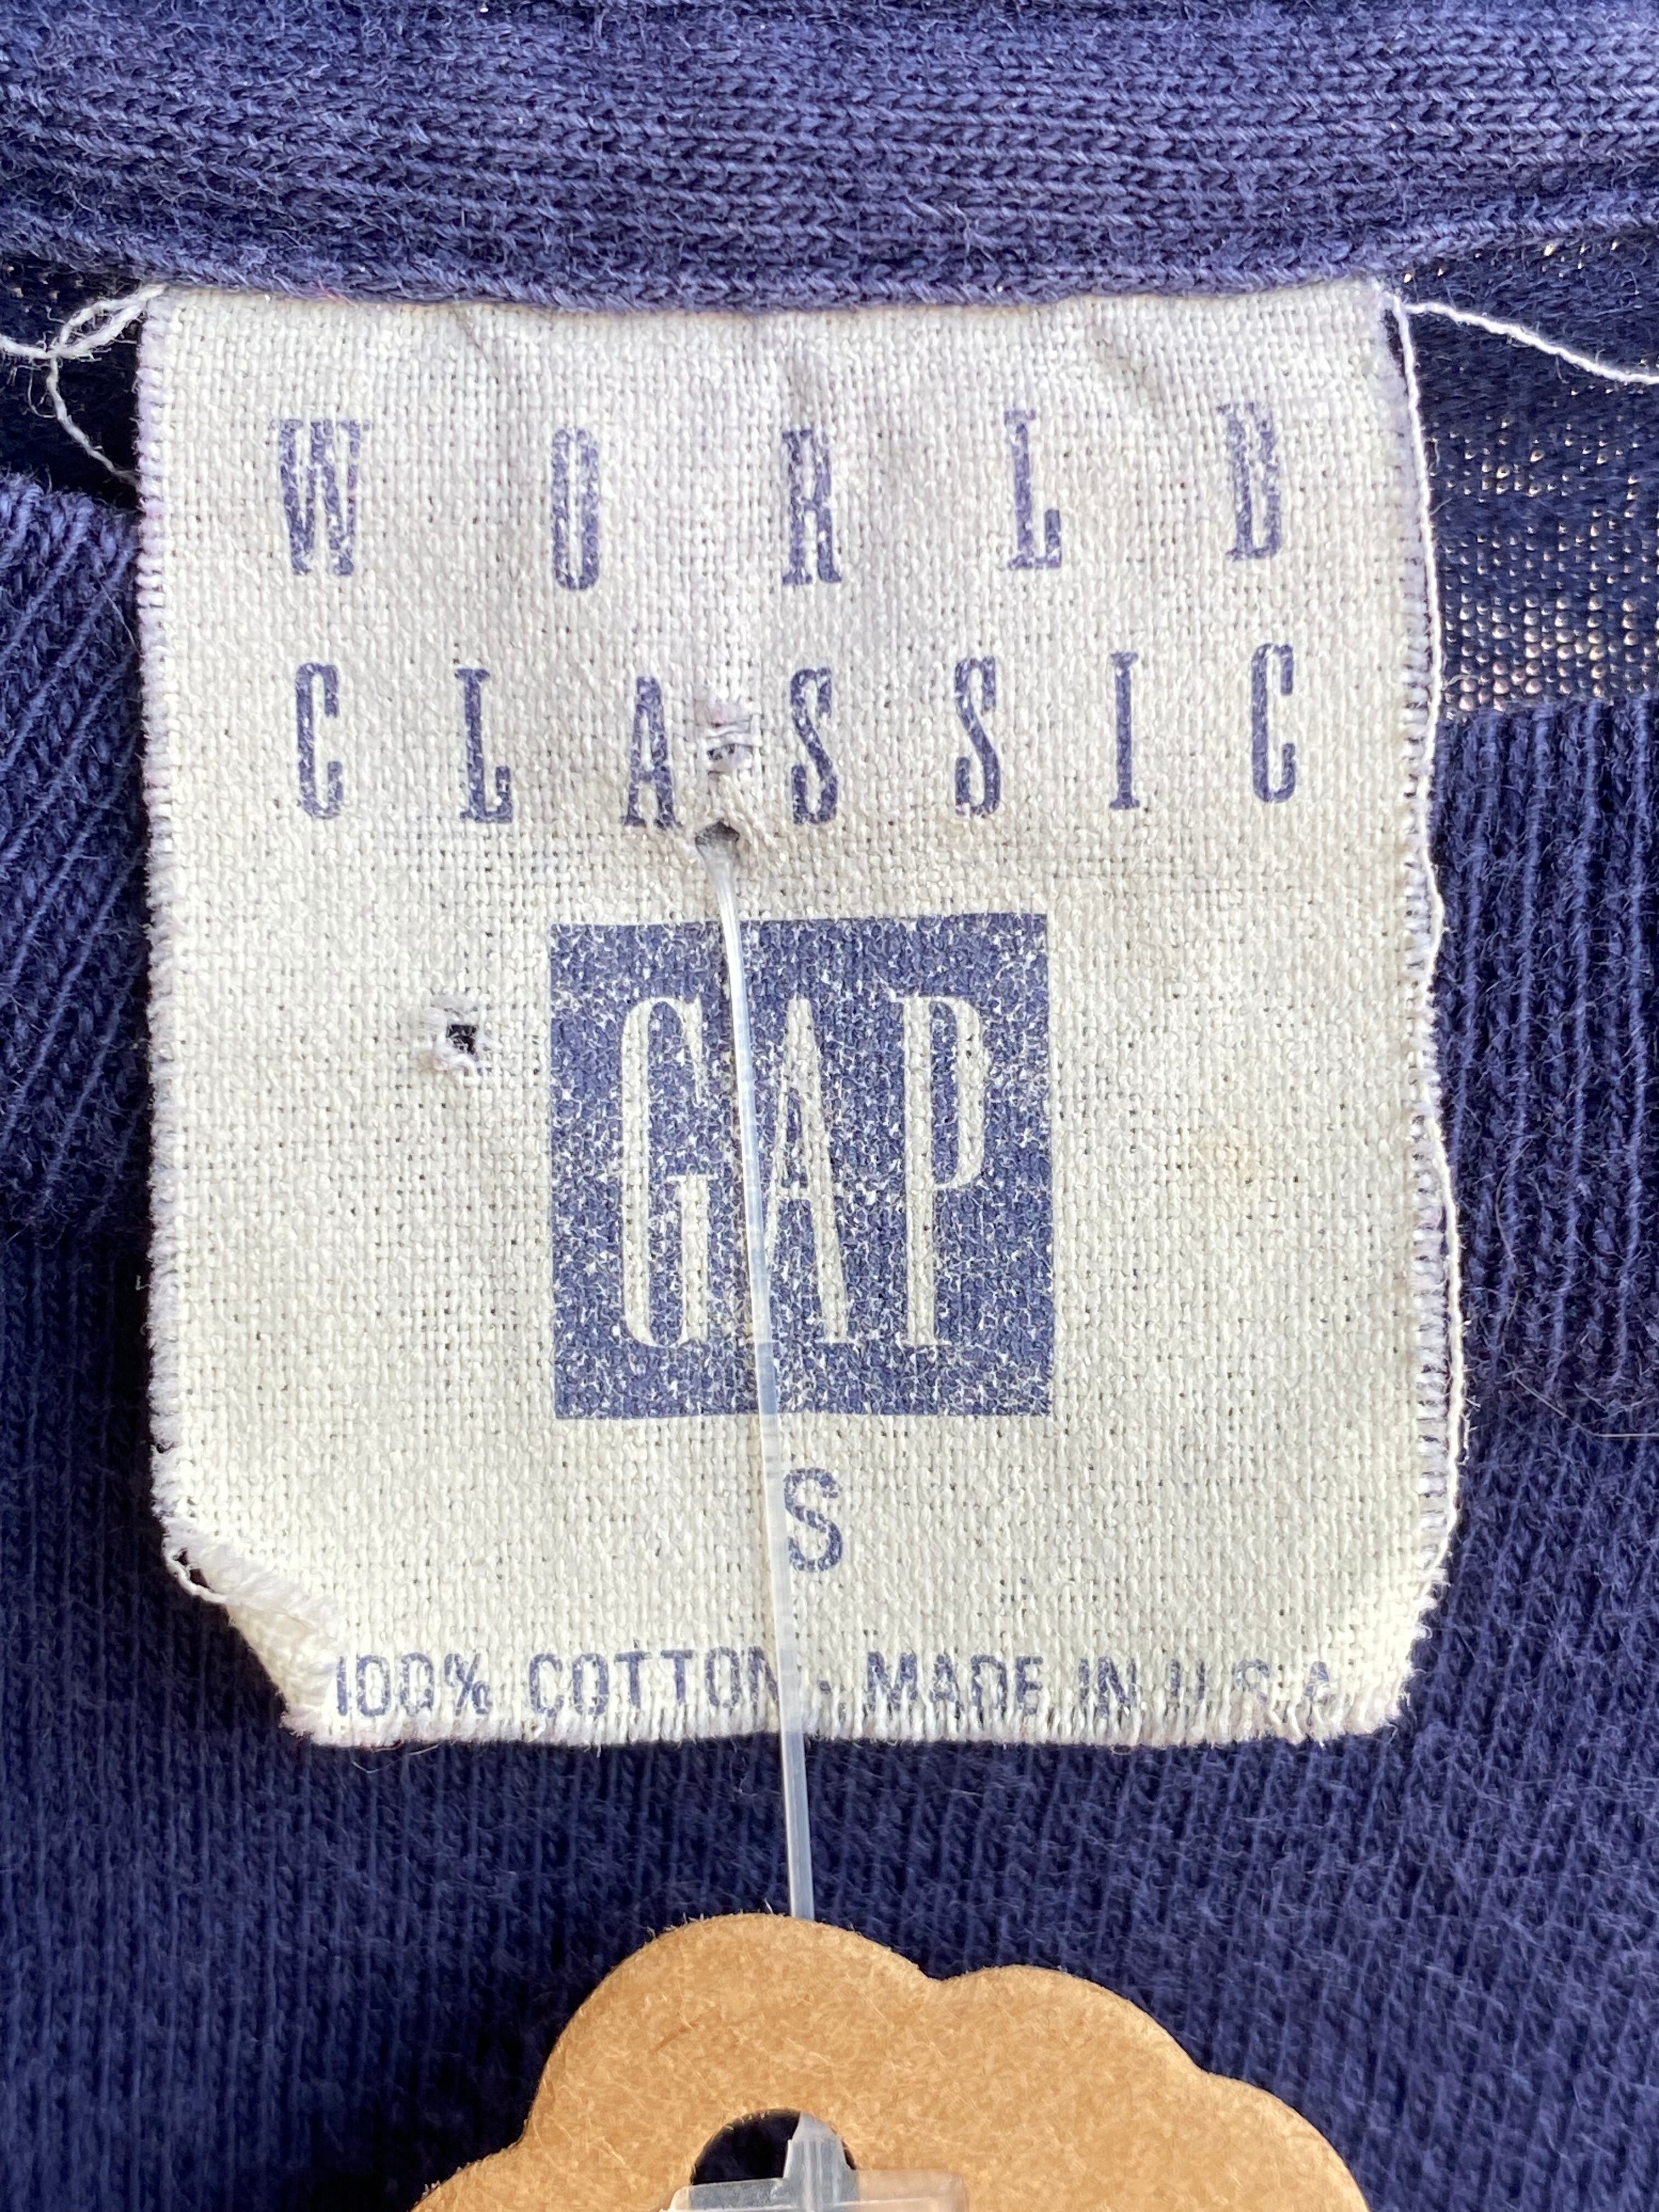 WORLD
CLASSIC
GAP
S
100% COTTON . MADE IN U.S.A.